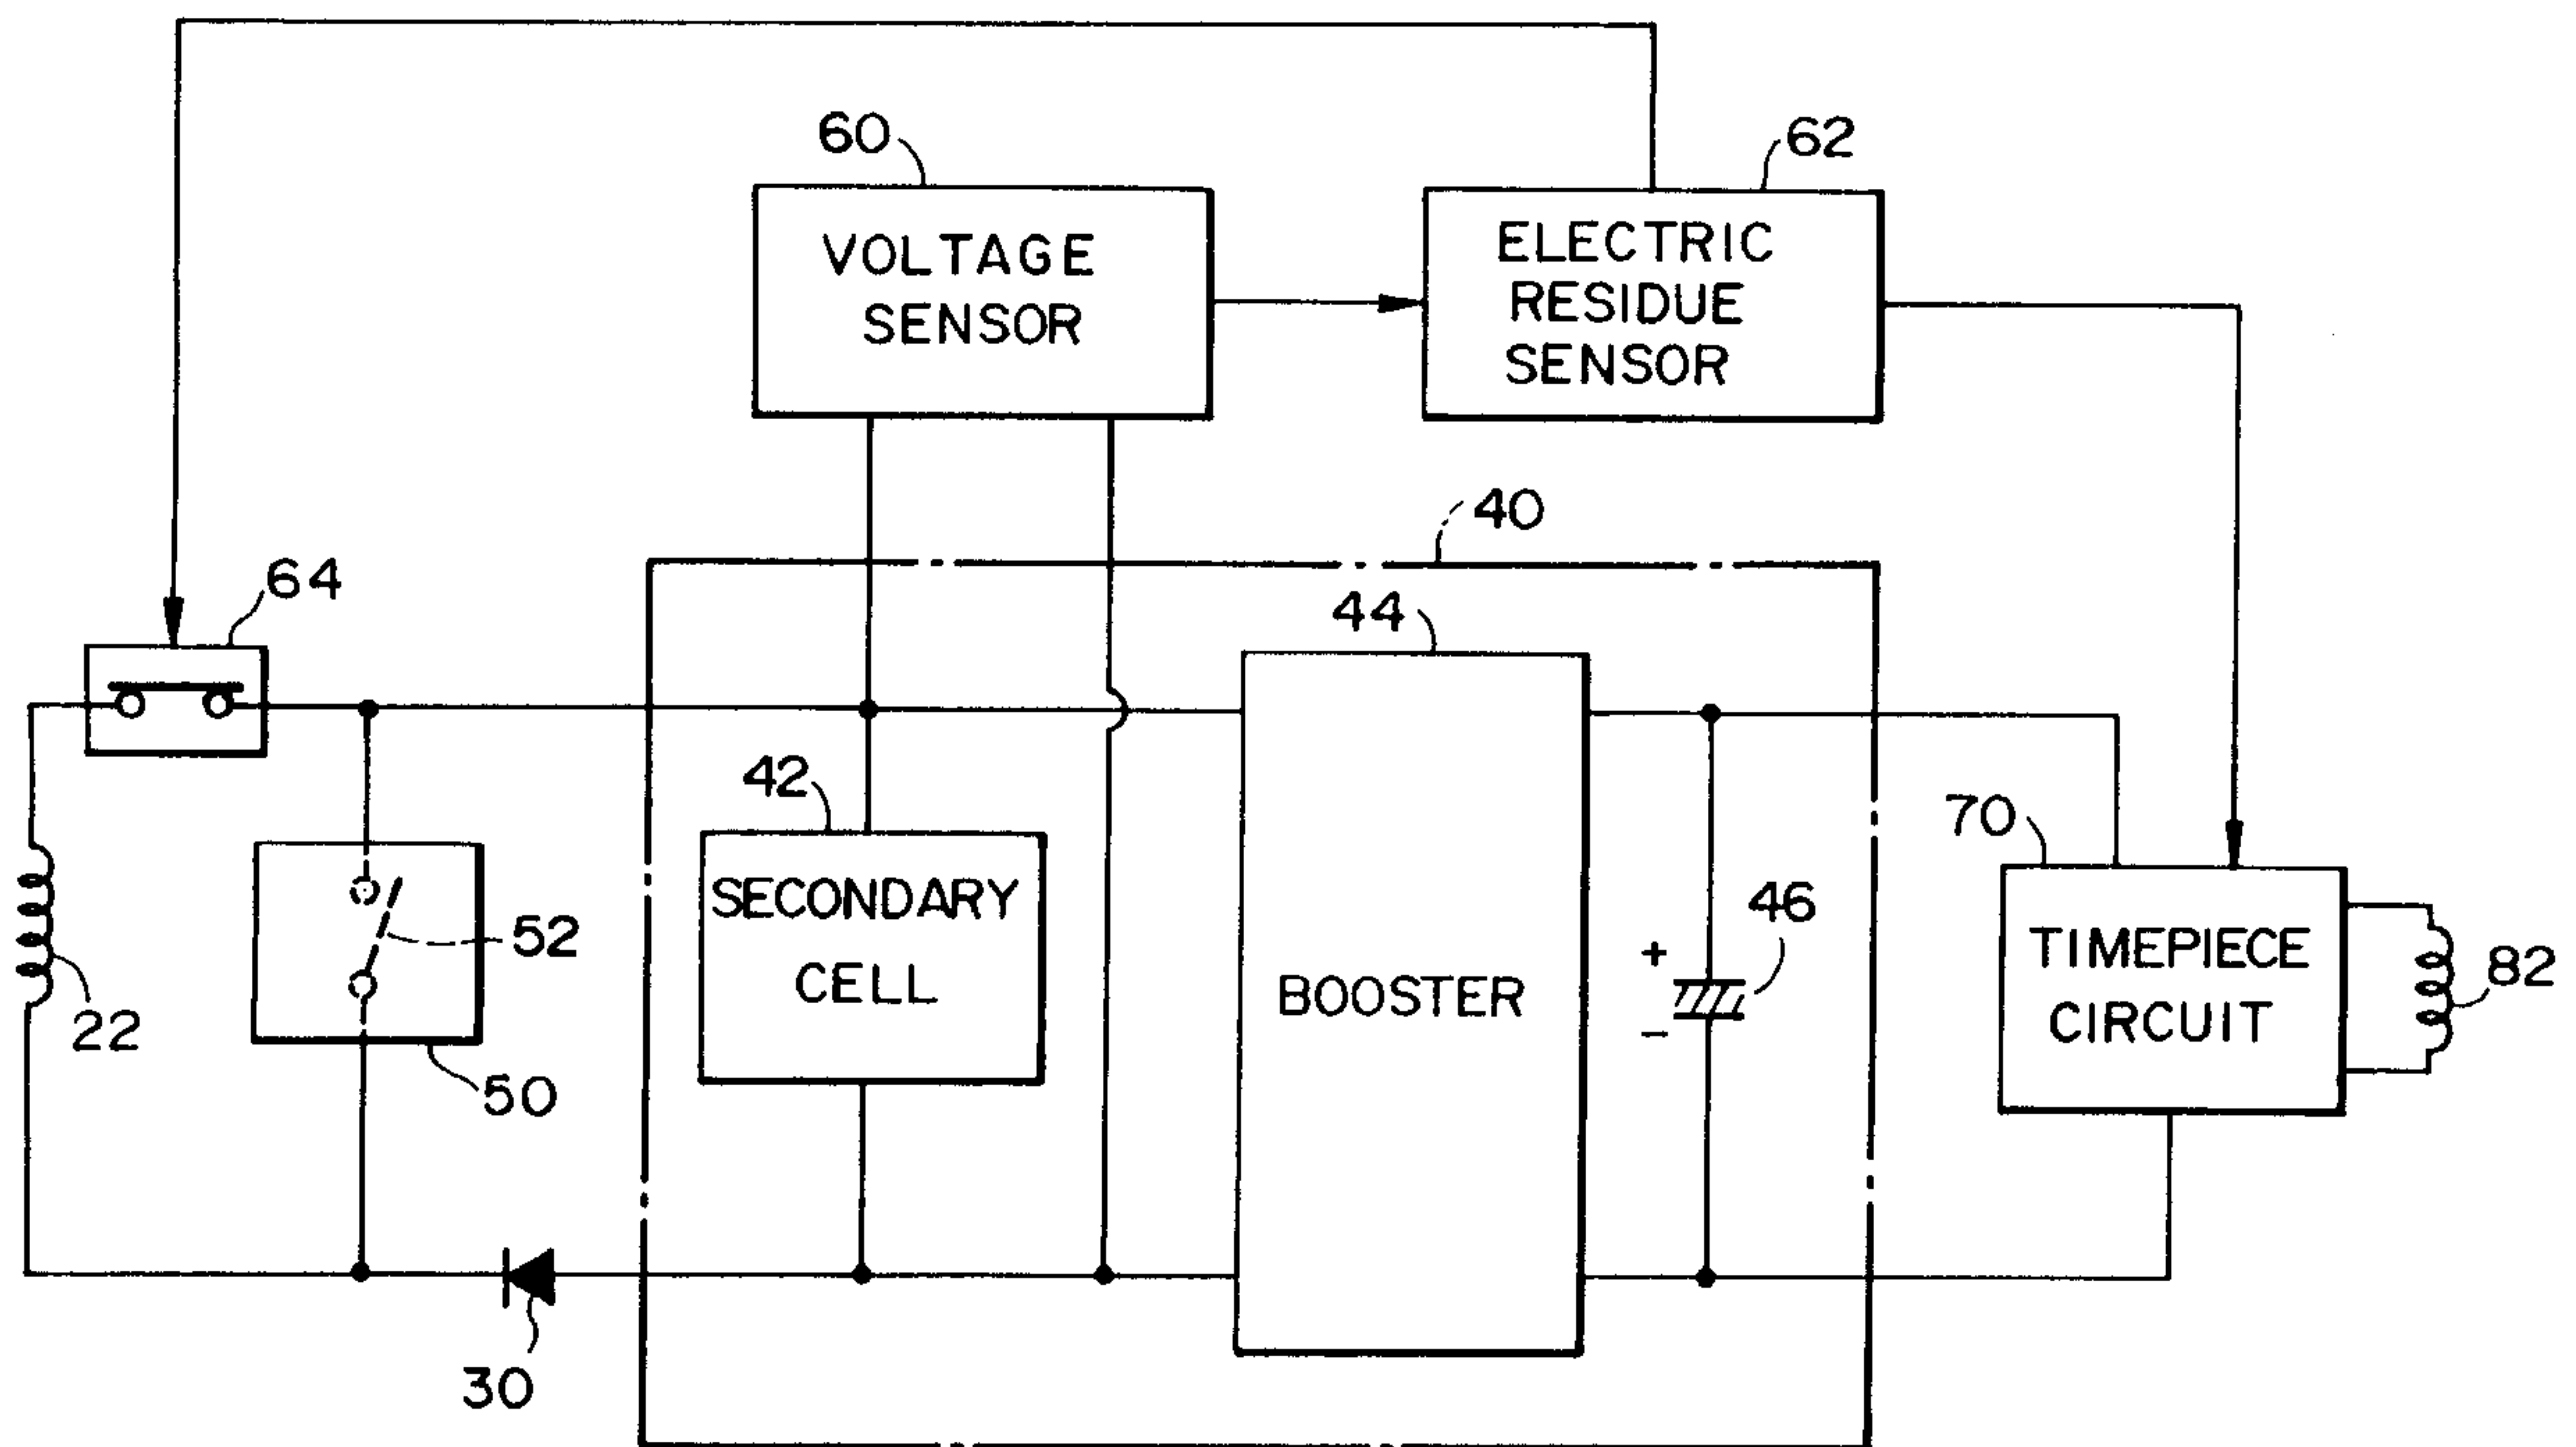 60
62
VOLTAGE
SENSOR
ELECTRIC
RESIDUE
SENSOR
40
64
44
42
70
SECONDARY
CELL
52
46
+
−
BOOSTER
TIMEPIECE
CIRCUIT
82
22
50
30